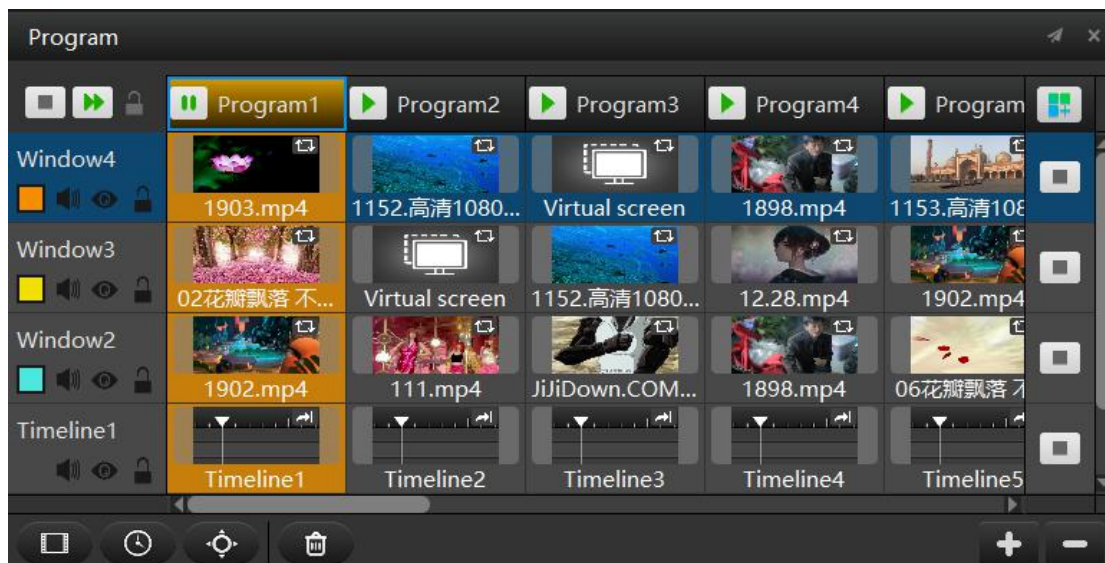 Program
Program1 Program2 Program3 Program4 Program
Window4
1903.mp4 1152.高清1080... Virtual screen 1898.mp4 1153.高清108
Window3
02花瓣飘落 不... Virtual screen 1152.高清1080... 12.28.mp4 1902.mp4
Window2
1902.mp4 111.mp4 JiJiDown.COM... 1898.mp4 06花瓣飘落 不
Timeline1
Timeline1 Timeline2 Timeline3 Timeline4 Timeline5